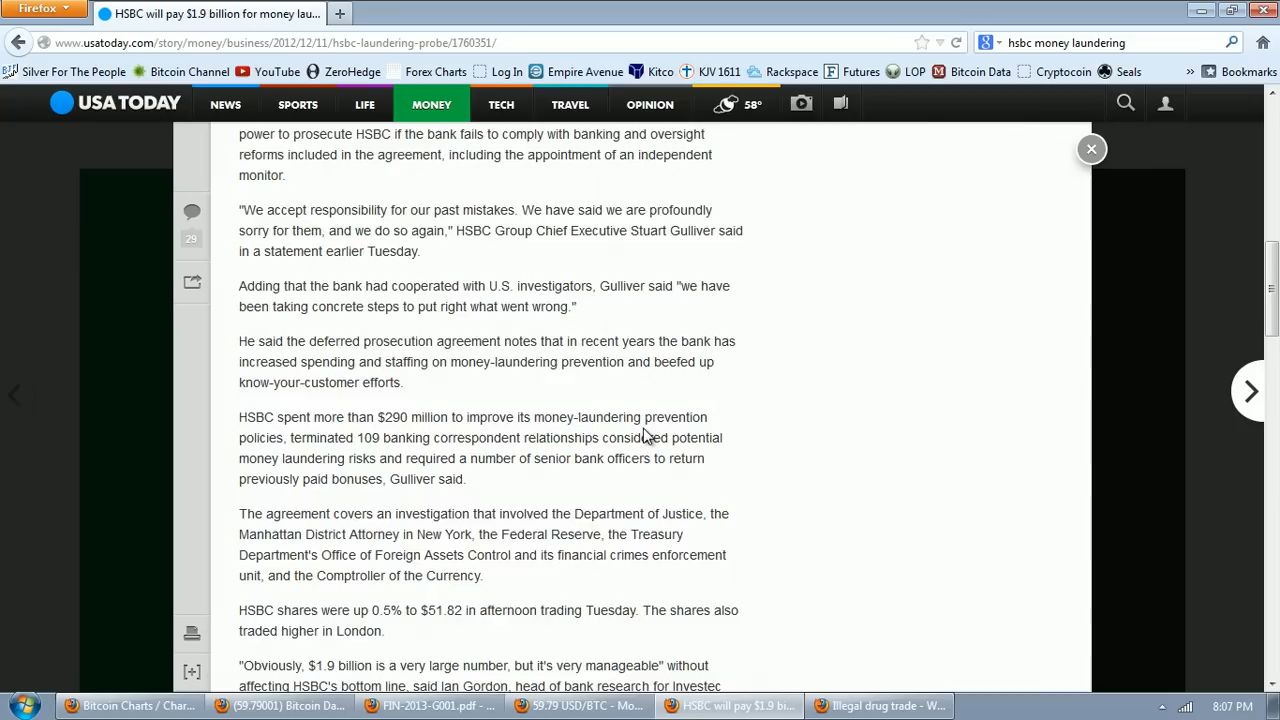 Firefox
HSBC will pay $1.9 billion for money lau...
www.usatoday.com/story/money/business/2012/12/11/hsbc-laundering-probe/1760351/
hsbc money laundering
Silver For The People
Bitcoin Channel
YouTube
ZeroHedge
Forex Charts
Log In
Empire Avenue
Kitco
KJV 1611
Rackspace
Futures
LOP
Bitcoin Data
Cryptocoin
Seals
Bookmarks
USA TODAY
NEWS
SPORTS
LIFE
MONEY
TECH
TRAVEL
OPINION
58°
power to prosecute HSBC if the bank fails to comply with banking and oversight
reforms included in the agreement, including the appointment of an independent
monitor.
"We accept responsibility for our past mistakes. We have said we are profoundly
sorry for them, and we do so again," HSBC Group Chief Executive Stuart Gulliver said
in a statement earlier Tuesday.
29
Adding that the bank had cooperated with U.S. investigators, Gulliver said "we have
been taking concrete steps to put right what went wrong."
He said the deferred prosecution agreement notes that in recent years the bank has
increased spending and staffing on money-laundering prevention and beefed up
know-your-customer efforts.
HSBC spent more than $290 million to improve its money-laundering prevention
policies, terminated 109 banking correspondent relationships considered potential
money laundering risks and required a number of senior bank officers to return
previously paid bonuses, Gulliver said.
The agreement covers an investigation that involved the Department of Justice, the
Manhattan District Attorney in New York, the Federal Reserve, the Treasury
Department's Office of Foreign Assets Control and its financial crimes enforcement
unit, and the Comptroller of the Currency.
HSBC shares were up 0.5% to $51.82 in afternoon trading Tuesday. The shares also
traded higher in London.
"Obviously, $1.9 billion is a very large number, but it's very manageable" without
affecting HSBC's bottom line, said Ian Gordon, head of bank research for Investec
Bitcoin Charts / Char...
(59.79001) Bitcoin Da...
FIN-2013-G001.pdf - ...
59.79 USD/BTC - Mo...
HSBC will pay $1.9 bi...
Illegal drug trade - W...
8:07 PM